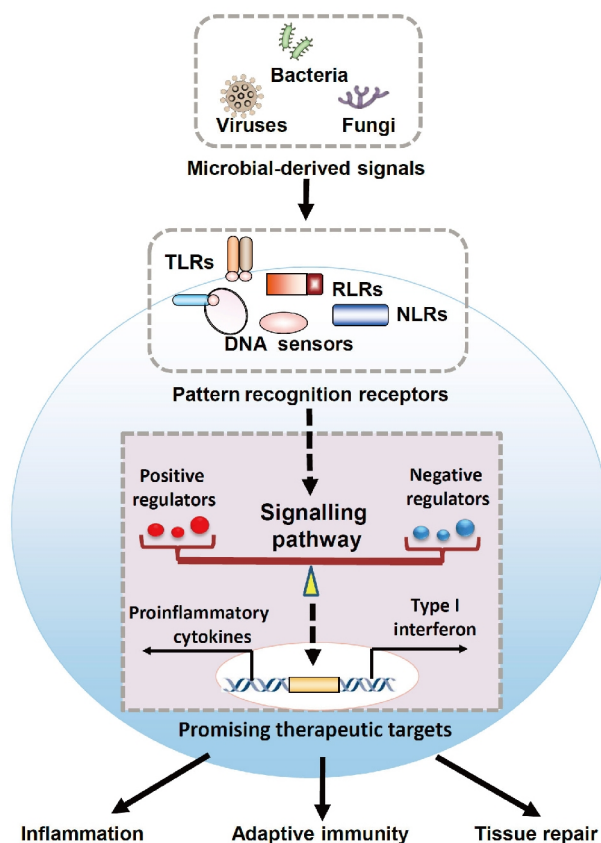 Bacteria
Viruses
Fungi
Microbial-derived signals
TLRs
RLRs
NLRs
DNA sensors
Pattern recognition receptors
Positive
regulators
Negative
regulators
Signalling
pathway
Proinflammatory
cytokines
Type I
interferon
Promising therapeutic targets
Inflammation
Adaptive immunity
Tissue repair